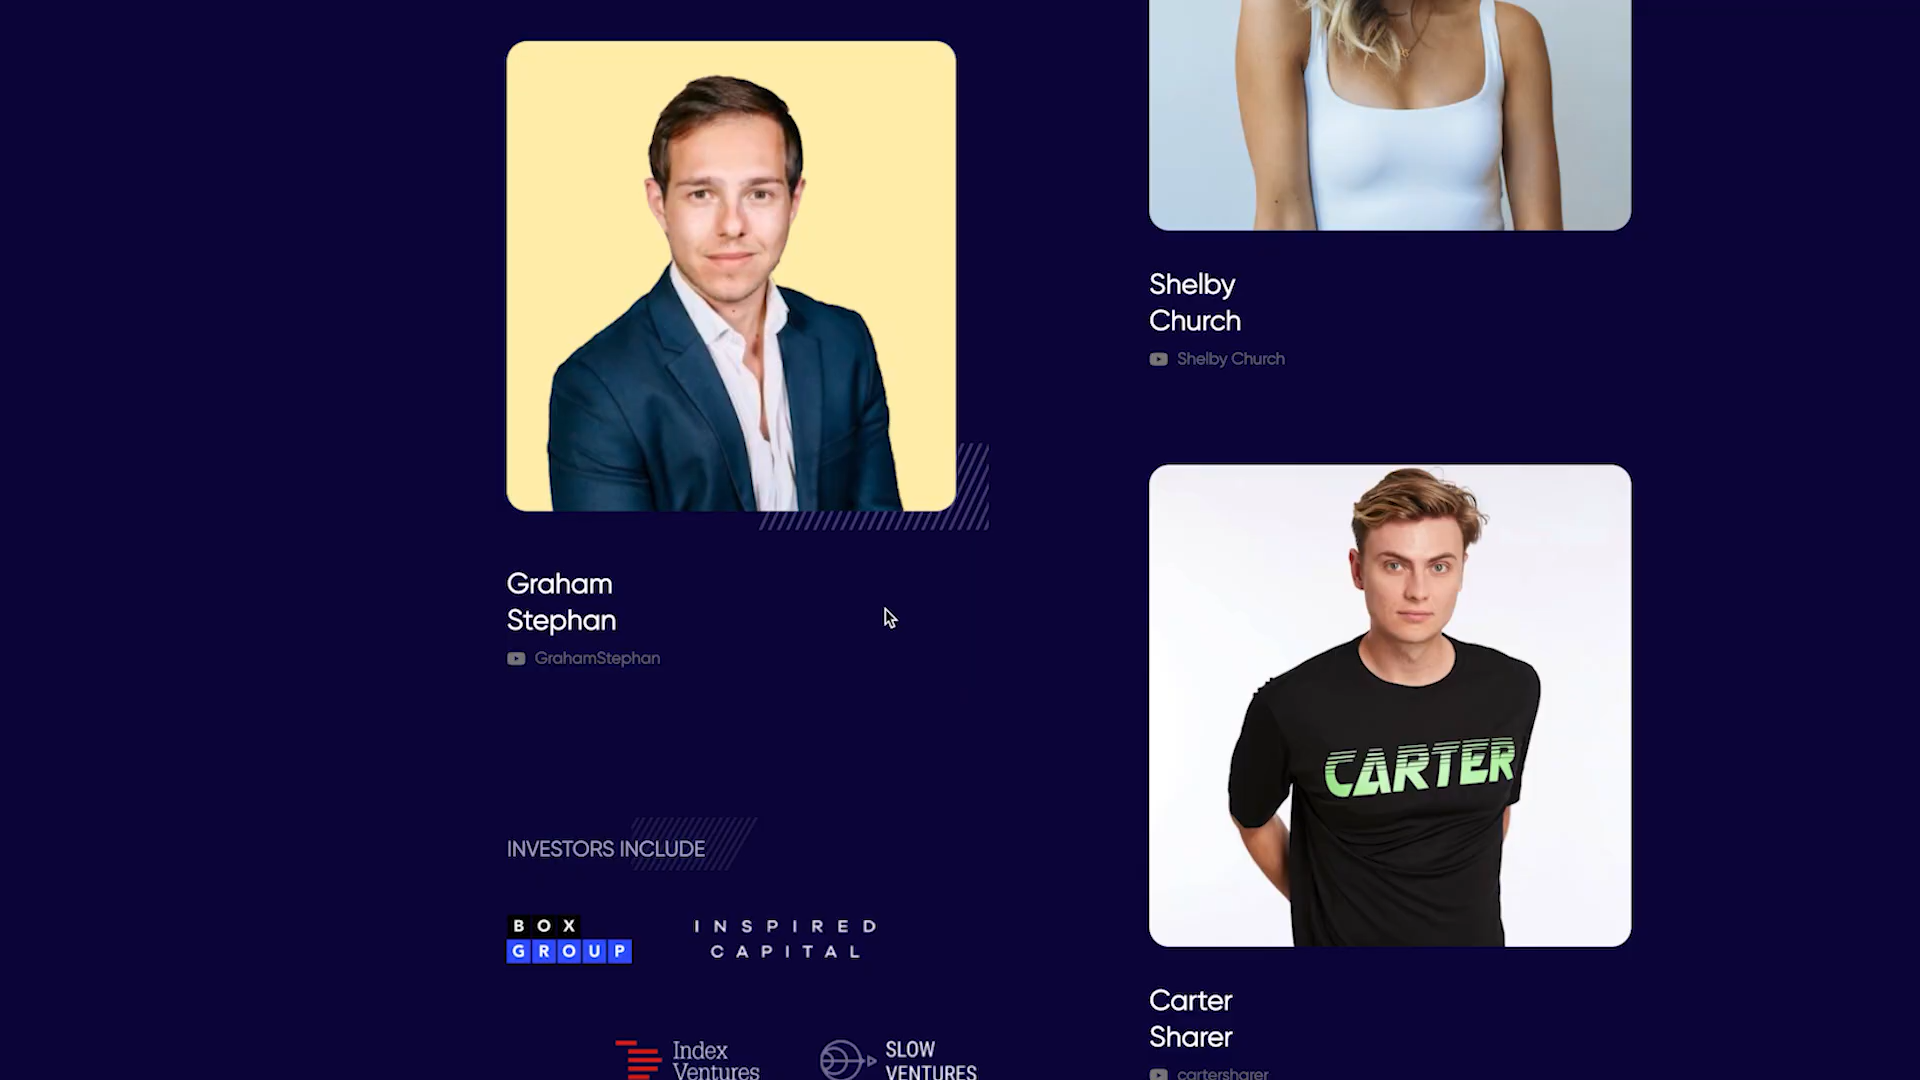 Graham
Stephan
GrahamStephan
INVESTORS INCLUDE
BOX
GROUP
INSPIRED
CAPITAL
Index
Ventures
SLOW
VENTURES
Shelby
Church
Shelby Church
CARTER
Carter
Sharer
cartersharer